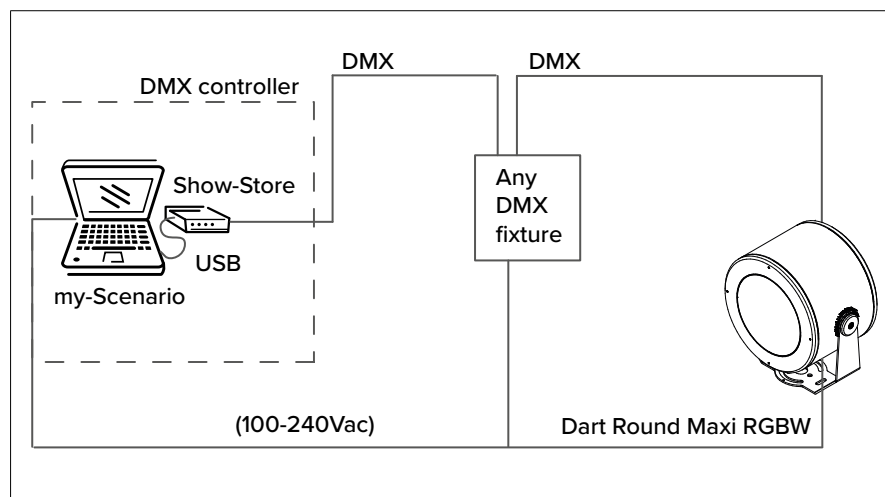 DMX
DMX
DMX controller
Show-Store
Any
DMX
fixture
USB
my-Scenario
(100-240Vac)
Dart Round Maxi RGBW